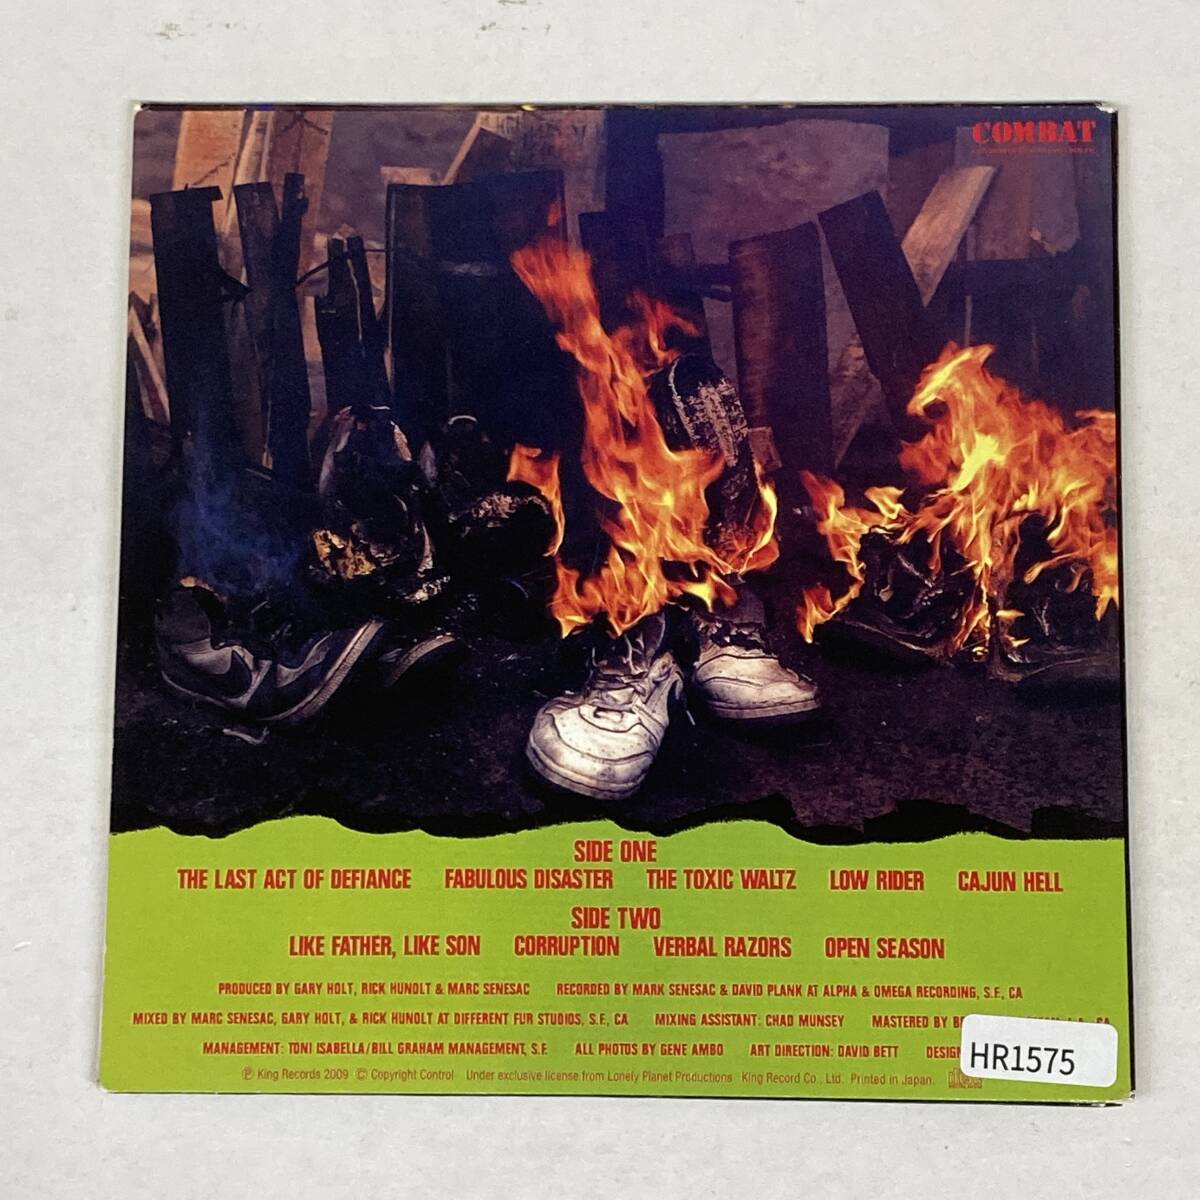 COMBAT
SIDE ONE
THE LAST ACT OF DEFIANCE FABULOUS DISASTER THE TOXIC WALTZ LOW RIDER CAJUN HELL
SIDE TWO
LIKE FATHER, LIKE SON CORRUPTION VERBAL RAZORS OPEN SEASON
PRODUCED BY GARY HOLT, RICK HUNOLT & MARC SENESAC RECORDED BY MARK SENESAC & DAVID PLANK AT ALPHA & OMEGA RECORDING, S.F., CA
MIXED BY MARC SENESAC, GARY HOLT, & RICK HUNOLT AT DIFFERENT FUR STUDIOS, S.F., CA MIXING ASSISTANT: CHAD MUNSEY MASTERED BY CA
MANAGEMENT: TONI ISABELLA/BILL GRAHAM MANAGEMENT, S.F. ALL PHOTOS BY GENE AMBO ART DIRECTION: DAVID BETT DESIGN
HR1575
Ⓟ King Records 2009 © Copyright Control Under exclusive license from Lonely Planet Productions King Record Co., Ltd. Printed in Japan.